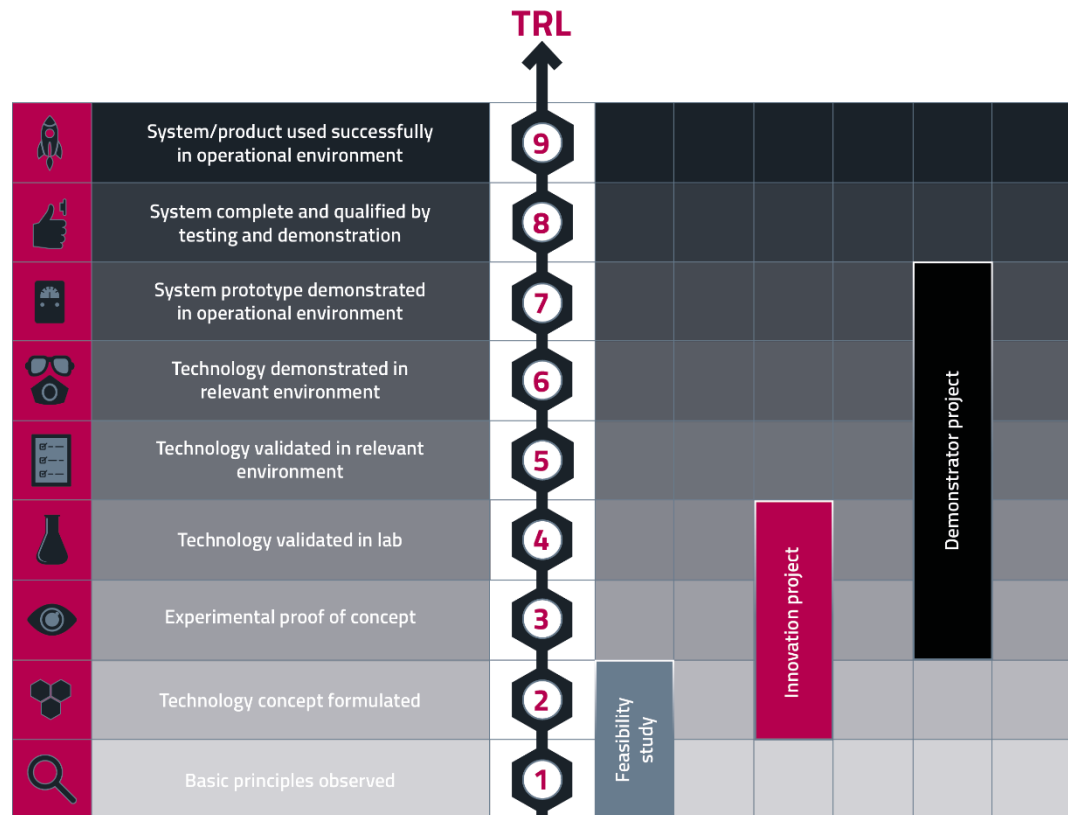 TRL
System/product used successfully
in operational environment
9
System complete and qualified by
testing and demonstration
8
System prototype demonstrated
in operational environment
7
Technology demonstrated in
relevant environment
6
Technology validated in relevant
environment
5
Technology validated in lab
4
Experimental proof of concept
3
Technology concept formulated
2
Basic principles observed
1
Feasibility
study
Innovation project
Demonstrator project